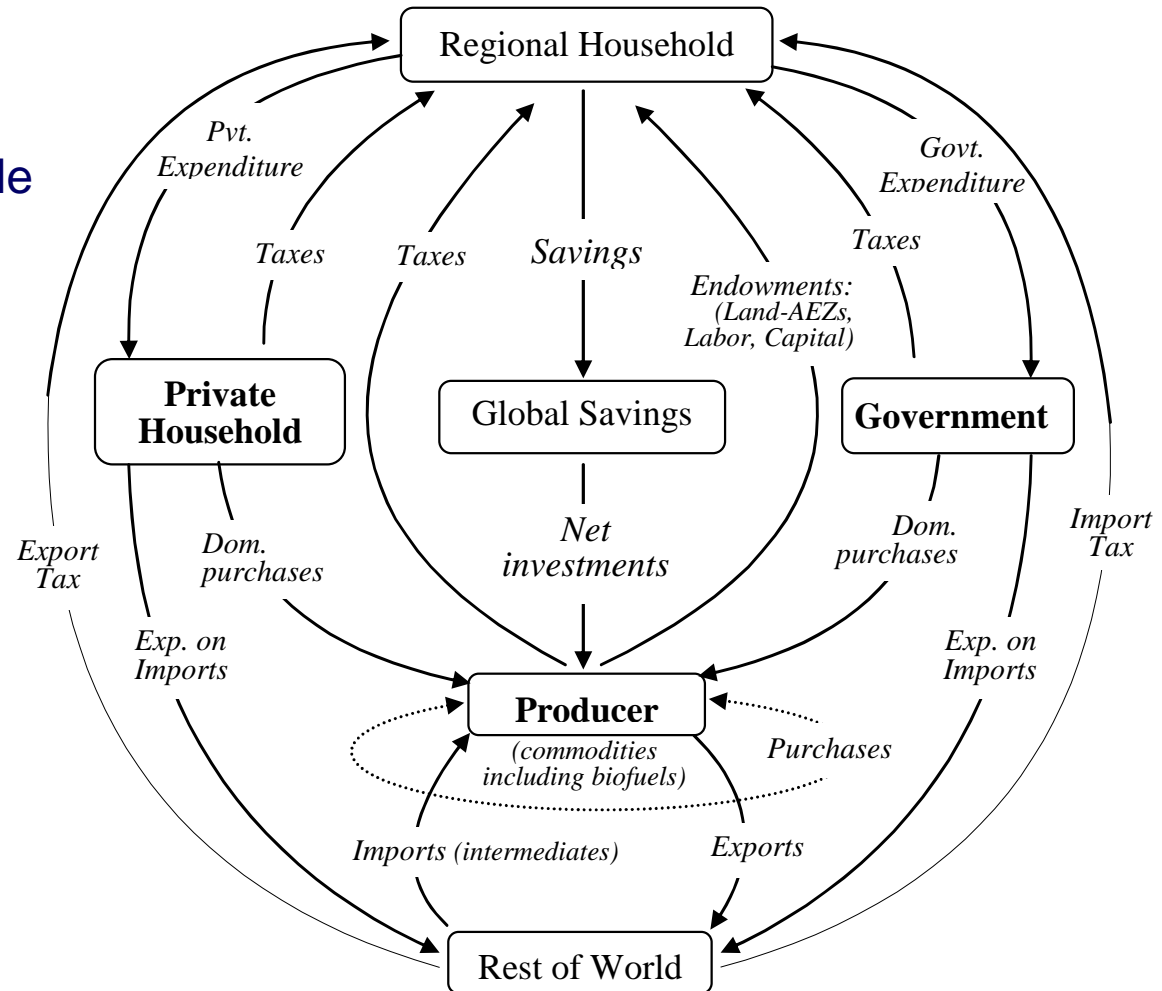 Regional Household
le
Pvt.
Expenditure
Govt.
Expenditure
Taxes
Taxes
Savings
Taxes
Endowments:
(Land-AEZs,
Labor, Capital)
Private
Household
Global Savings
Government
Export
Tax
Dom.
purchases
Net
investments
Dom.
purchases
Import
Tax
Exp. on
Imports
Exp. on
Imports
Producer
(commodities
including biofuels)
Purchases
Imports (intermediates)
Exports
Rest of World